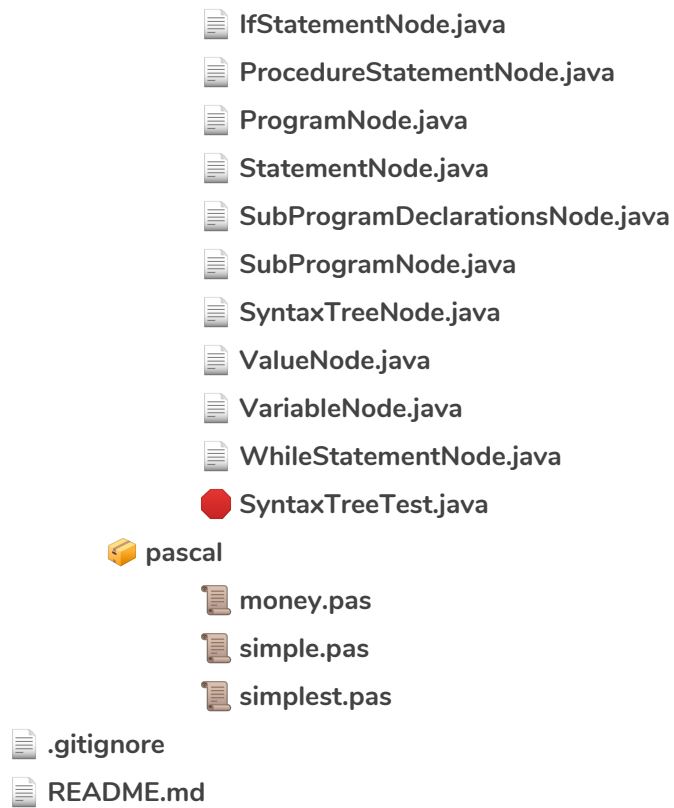 IfStatementNode.java
ProcedureStatementNode.java
ProgramNode.java
StatementNode.java
SubProgramDeclarationsNode.java
SubProgramNode.java
SyntaxTreeNode.java
ValueNode.java
VariableNode.java
WhileStatementNode.java
SyntaxTreeTest.java
pascal
money.pas
simple.pas
simplest.pas
.gitignore
README.md